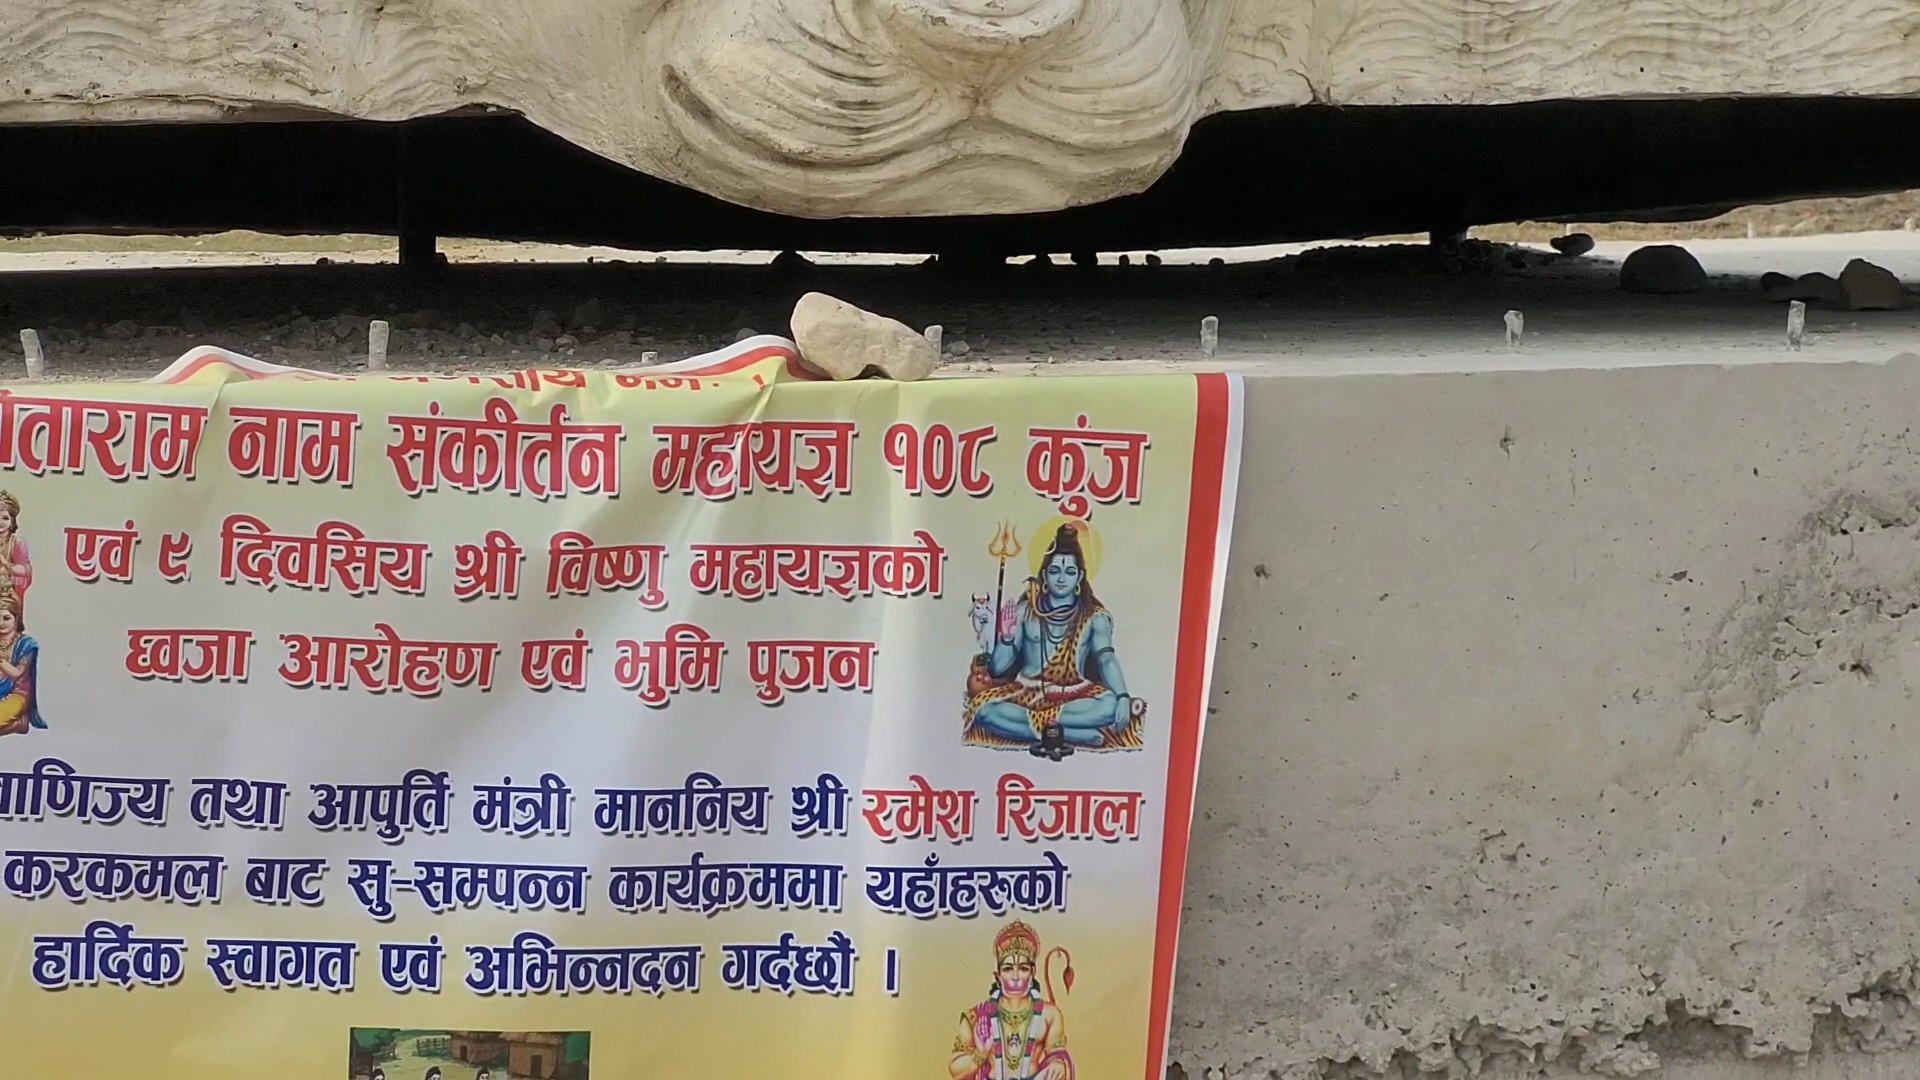 नाम संकीर्तन महायज्ञ १०८ कुंज
एवं ९ दिवसिय श्री विष्णु महायज्ञको
ध्वजा आरोहण एवं भुमि पुजन
तथा आपुर्ति मंत्री माननिय श्री रमेश रिजाल
करकमल बाट सु-सम्पन्न कार्यक्रममा यहाँहरुको
हार्दिक स्वागत एवं अभिन्नदन गर्दछौं ।